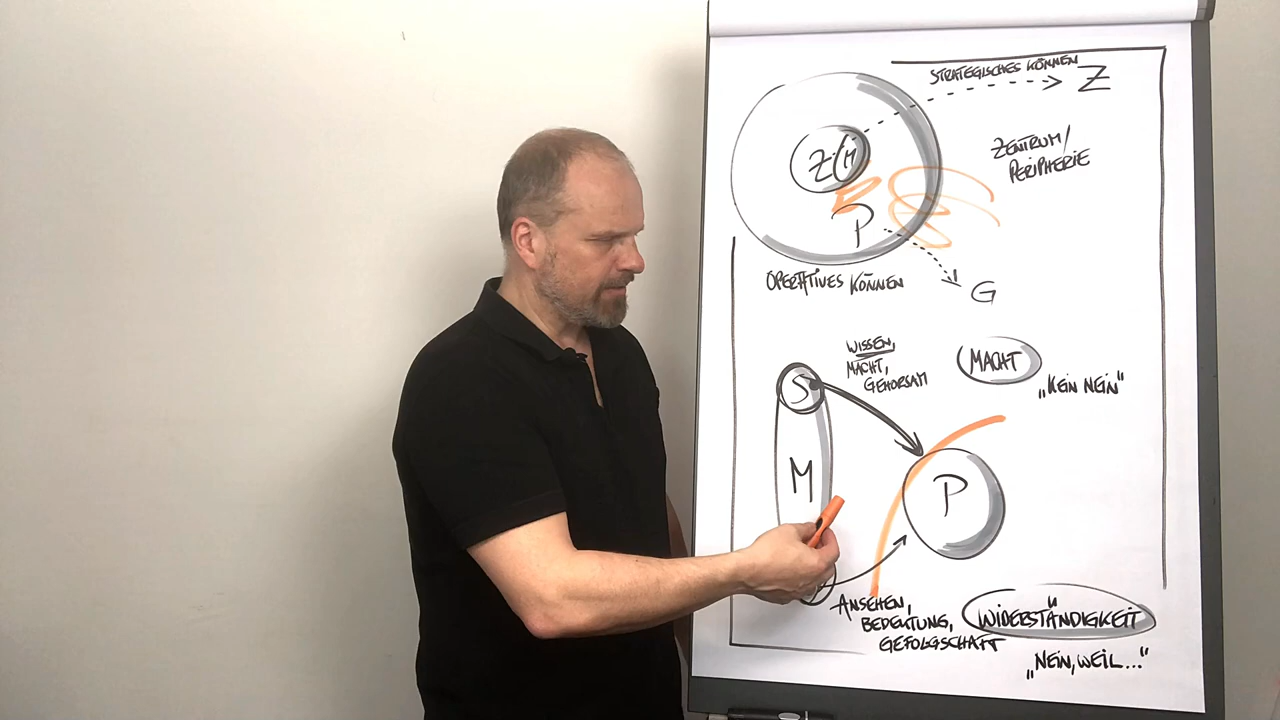 STRATEGISCHES KÖNNEN
Z
Z
M
P
ZENTRUM/
PERIPHERIE
OPERATIVES KÖNNEN
G
WISSEN,
MACHT,
GEHORSAM
MACHT
„KEIN NEIN"
S
M
P
ANSEHEN,
BEDEUTUNG,
GEFOLGSCHAFT
WIDERSTÄNDIGKEIT
„NEIN, WEIL..."